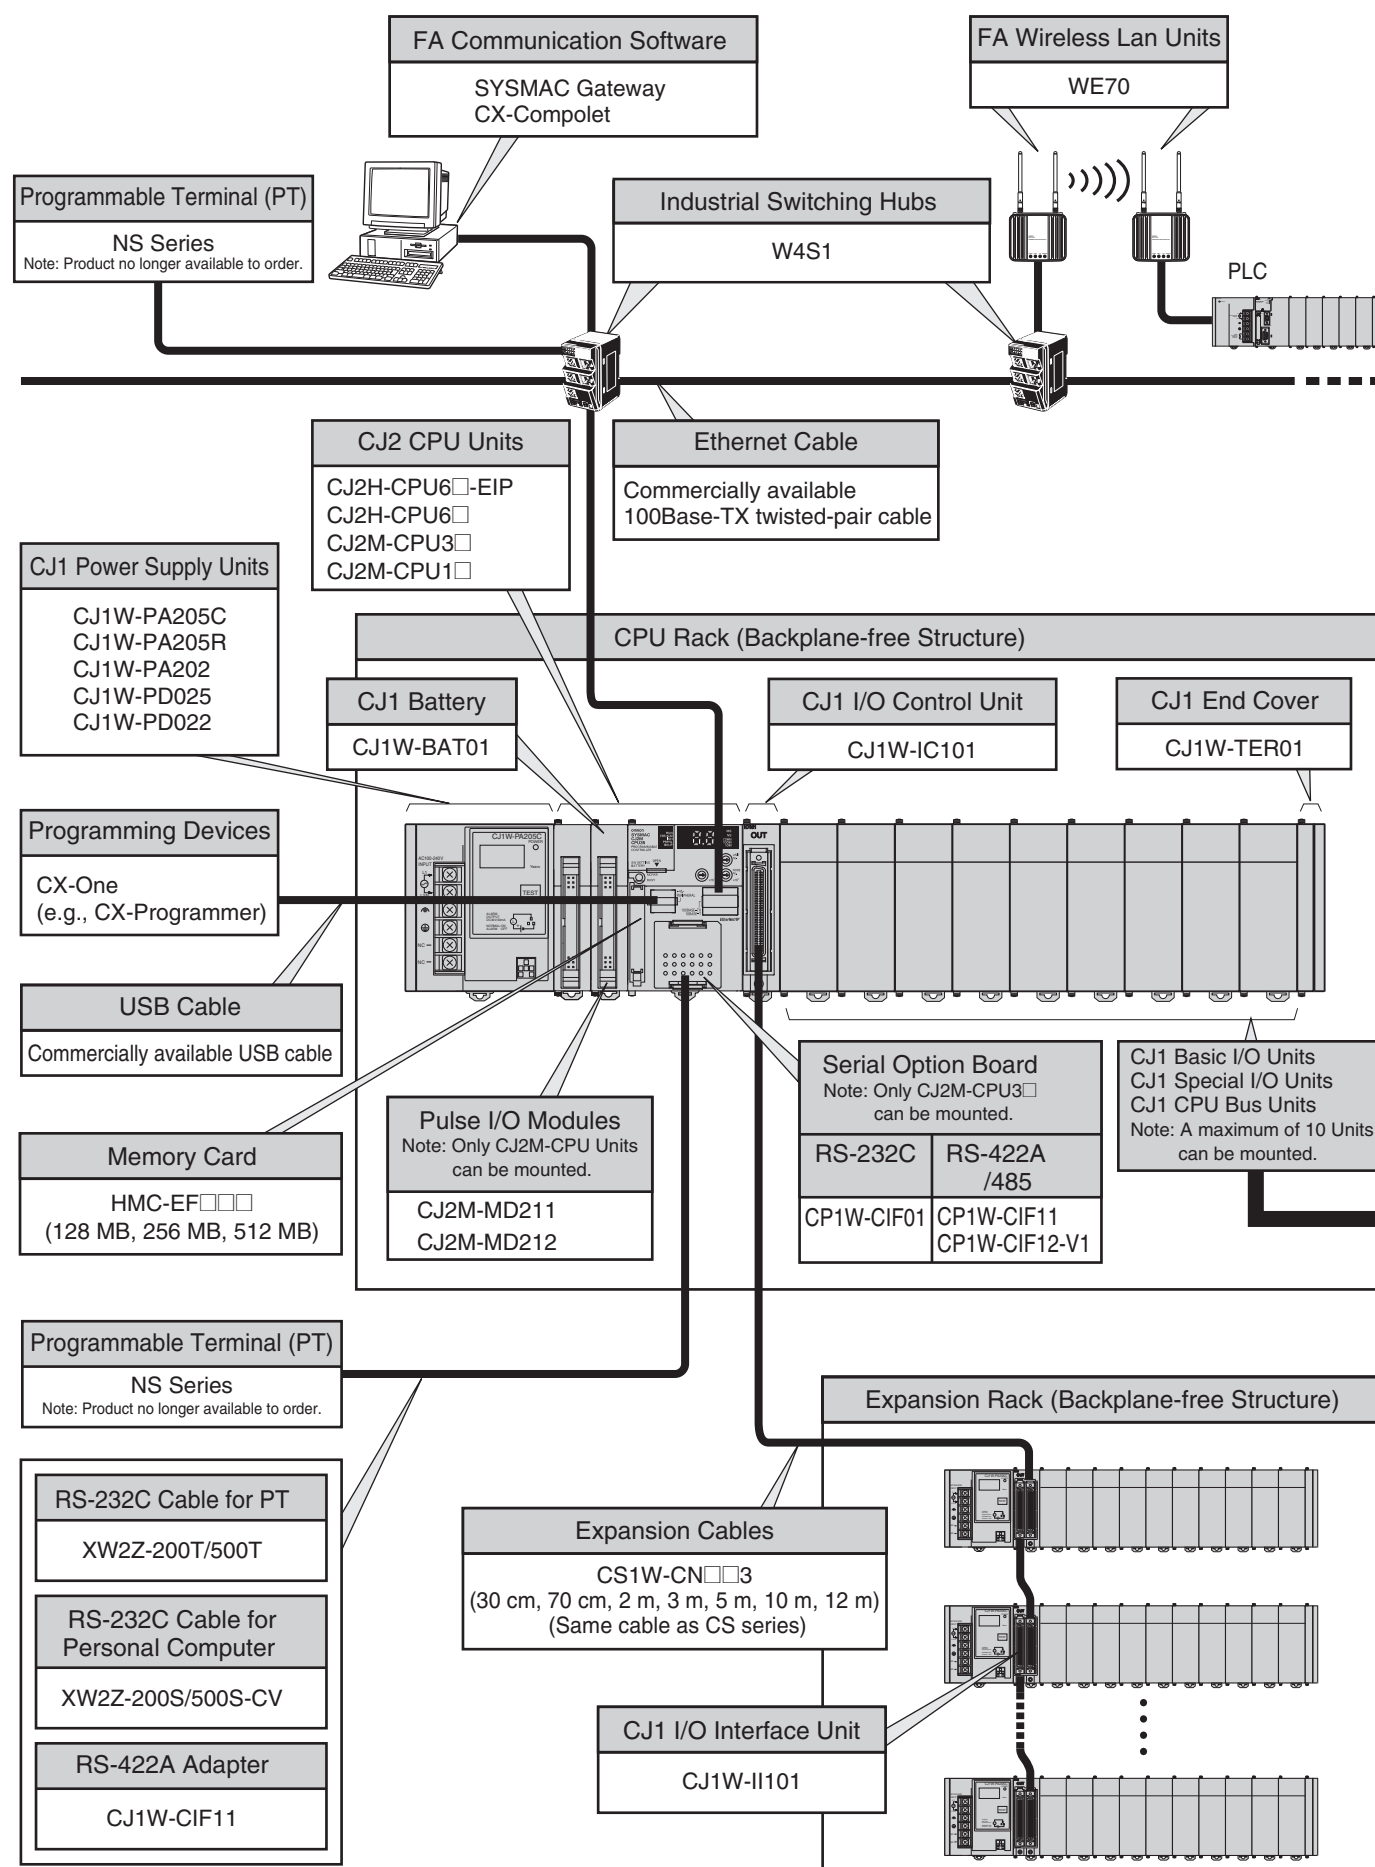 FA Communication Software
SYSMAC Gateway
CX-Compolet
FA Wireless Lan Units
WE70
Programmable Terminal (PT)
NS Series
Note: Product no longer available to order.
Industrial Switching Hubs
W4S1
PLC
CJ2 CPU Units
CJ2H-CPU6□-EIP
CJ2H-CPU6□
CJ2M-CPU3□
CJ2M-CPU1□
Ethernet Cable
Commercially available
100Base-TX twisted-pair cable
CJ1 Power Supply Units
CJ1W-PA205C
CJ1W-PA205R
CJ1W-PA202
CJ1W-PD025
CJ1W-PD022
CPU Rack (Backplane-free Structure)
CJ1 Battery
CJ1W-BAT01
CJ1 I/O Control Unit
CJ1W-IC101
CJ1 End Cover
CJ1W-TER01
Programming Devices
CX-One
(e.g., CX-Programmer)
CJ1W-PA205C
POWER
AC100-240V
INPUT
TEST
NC
NC
SYSMAC
OPEN
OUT
USB Cable
Commercially available USB cable
Memory Card
HMC-EF□□□
(128 MB, 256 MB, 512 MB)
Pulse I/O Modules
Note: Only CJ2M-CPU Units
can be mounted.
CJ2M-MD211
CJ2M-MD212
Serial Option Board
Note: Only CJ2M-CPU3□
can be mounted.
RS-232C
RS-422A
/485
CP1W-CIF01
CP1W-CIF11
CP1W-CIF12-V1
CJ1 Basic I/O Units
CJ1 Special I/O Units
CJ1 CPU Bus Units
Note: A maximum of 10 Units
can be mounted.
Programmable Terminal (PT)
NS Series
Note: Product no longer available to order.
Expansion Rack (Backplane-free Structure)
RS-232C Cable for PT
XW2Z-200T/500T
RS-232C Cable for
Personal Computer
XW2Z-200S/500S-CV
RS-422A Adapter
CJ1W-CIF11
Expansion Cables
CS1W-CN□□3
(30 cm, 70 cm, 2 m, 3 m, 5 m, 10 m, 12 m)
(Same cable as CS series)
CJ1 I/O Interface Unit
CJ1W-II101